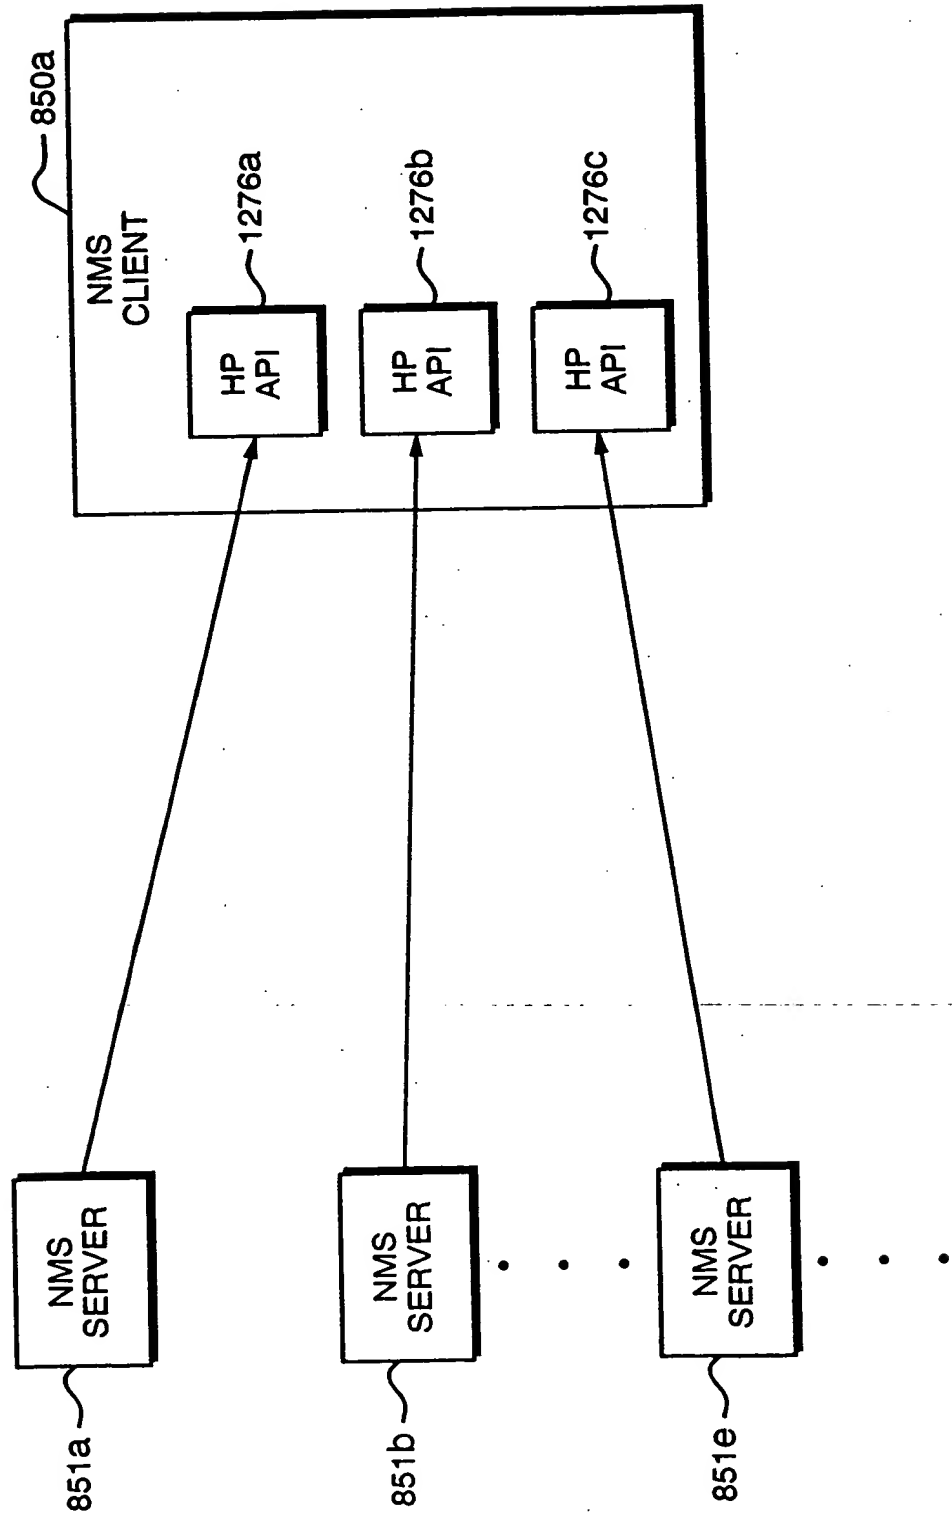 850a
NMS
CLIENT
HP
API
1276a
HP
API
1276b
HP
API
1276c
NMS
SERVER
851a
NMS
SERVER
851b
NMS
SERVER
851e